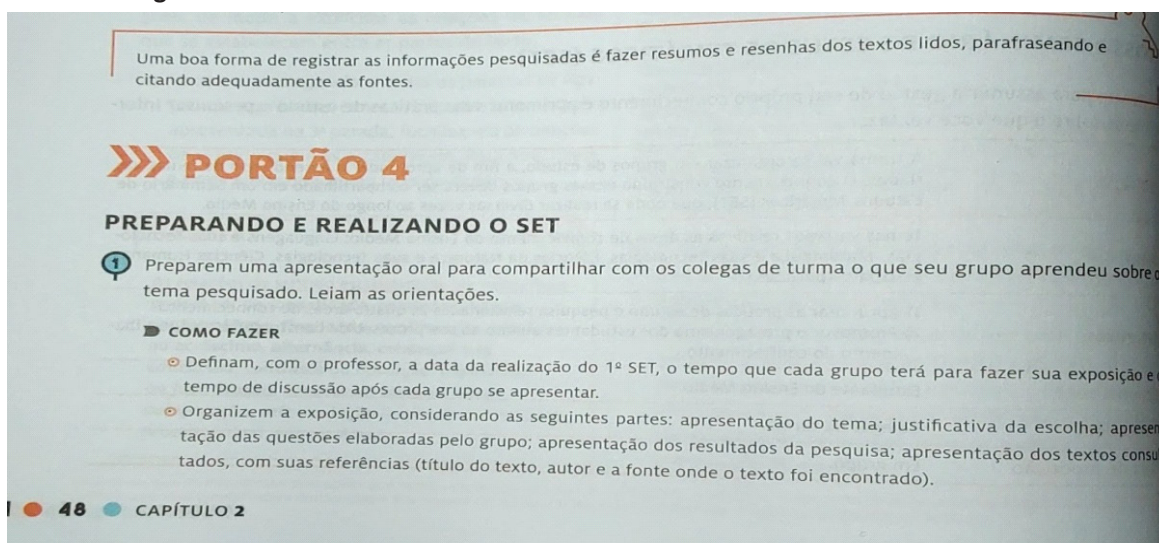 Uma boa forma de registrar as informações pesquisadas é fazer resumos e resenhas dos textos lidos, parafraseando e
citando adequadamente as fontes.
PORTÃO 4
PREPARANDO E REALIZANDO O SET
1 Preparem uma apresentação oral para compartilhar com os colegas de turma o que seu grupo aprendeu sobre
tema pesquisado. Leiam as orientações.
COMO FAZER
Definam, com o professor, a data da realização do 1º SET, o tempo que cada grupo terá para fazer sua exposição e
tempo de discussão após cada grupo se apresentar.
Organizem a exposição, considerando as seguintes partes: apresentação do tema; justificativa da escolha; apresen
tação das questões elaboradas pelo grupo; apresentação dos resultados da pesquisa; apresentação dos textos consu
tados, com suas referências (título do texto, autor e a fonte onde o texto foi encontrado).
48 CAPÍTULO 2